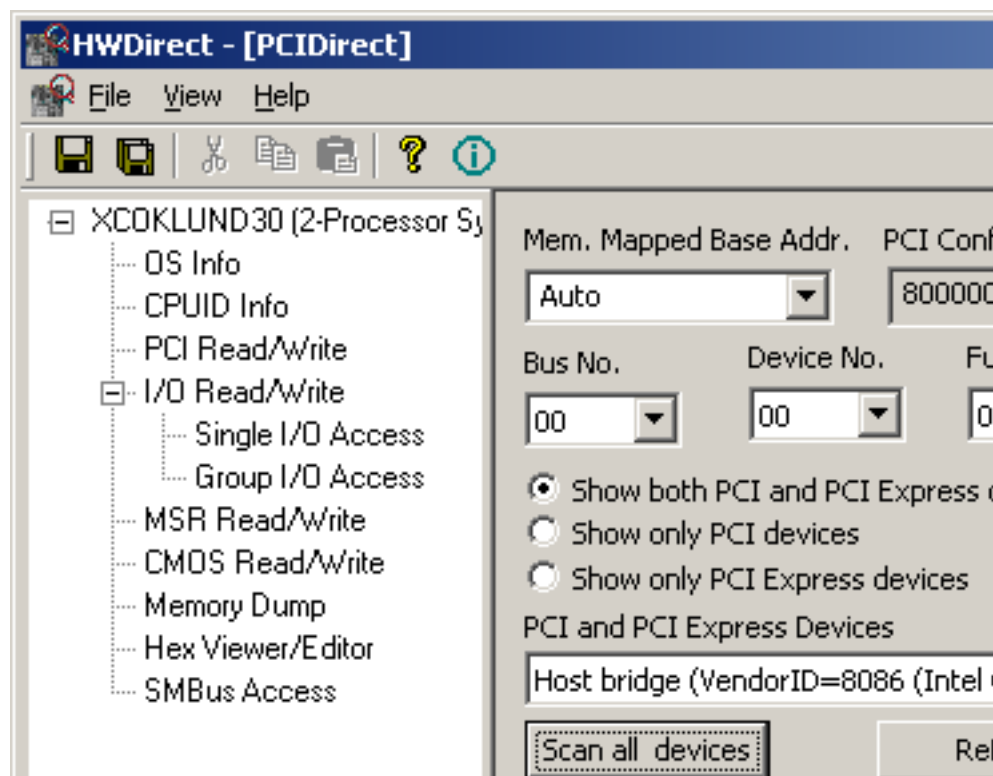 HWDirect - [PCIDirect]
File View Help
XCOKLUND30 (2-Processor
OS Info
CPUID Info
PCI Read/Write
I/O Read/Write
Single I/O Access
Group I/O Access
MSR Read/Write
CMOS Read/Write
Memory Dump
Hex Viewer/Editor
SMBus Access
Mem. Mapped Base Addr. PCI
Auto
Bus No. Device No.
00 00
Show both PCI and PCI Express
Show only PCI devices
Show only PCI Express devices
PCI and PCI Express Devices
Host bridge (VendorID=8086 (Intel
Scan all devices